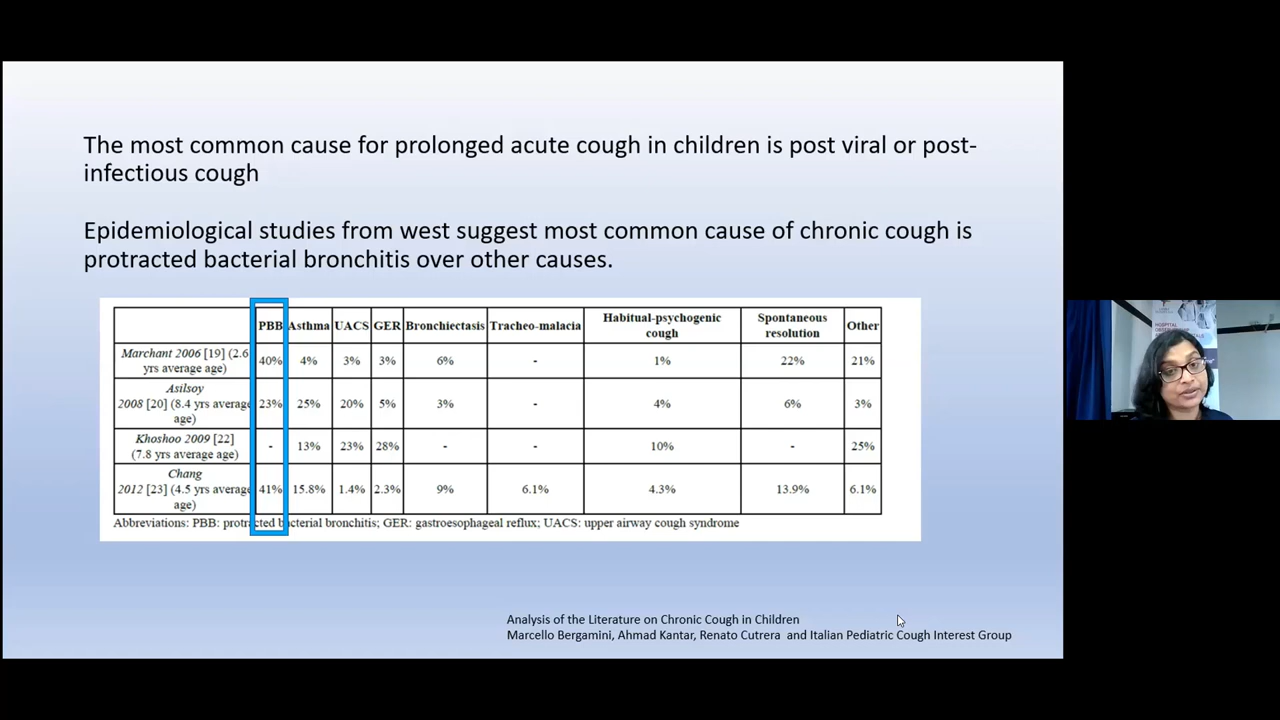 The most common cause for prolonged acute cough in children is post viral or post-
infectious cough
Epidemiological studies from west suggest most common cause of chronic cough is
protracted bacterial bronchitis over other causes.
PBB Asthma UACS GER Bronchiectasis Tracheo-malacia Habitual-psychogenic cough Spontaneous resolution Other
Marchant 2006 [19] (2.6 yrs average age) 40% 4% 3% 3% 6% - 1% 22% 21%
Asilsoy 2008 [20] (8.4 yrs average age) 23% 25% 20% 5% 3% - 4% 6% 3%
Khoshoo 2009 [22] (7.8 yrs average age) - 13% 23% 28% - - 10% - 25%
Chang 2012 [23] (4.5 yrs average age) 41% 15.8% 1.4% 2.3% 9% 6.1% 4.3% 13.9% 6.1%
Abbreviations: PBB: protracted bacterial bronchitis; GER: gastroesophageal reflux; UACS: upper airway cough syndrome
Analysis of the Literature on Chronic Cough in Children
Marcello Bergamini, Ahmad Kantar, Renato Cutrera and Italian Pediatric Cough Interest Group